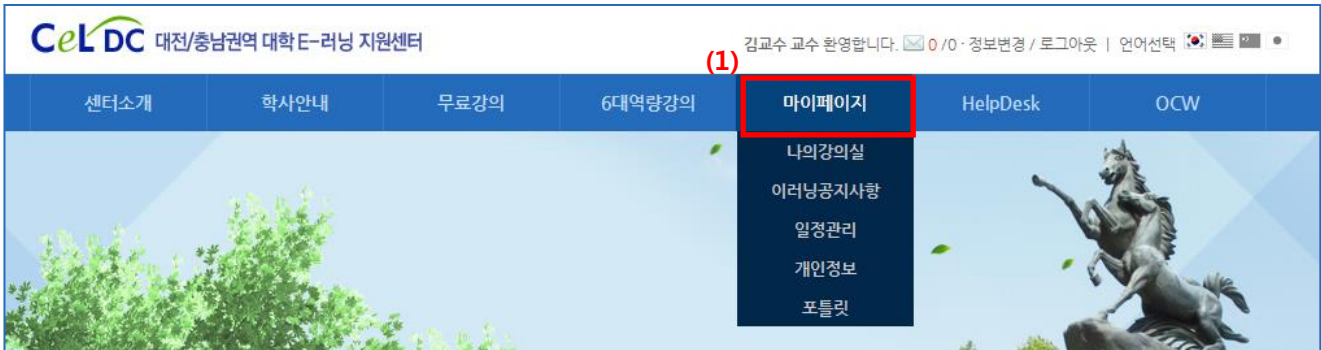 CeL DC 대전/충남권역 대학 E-러닝 지원센터
김교수 교수 환영합니다. 0 /0 · 정보변경 / 로그아웃 | 언어선택
(1)
센터소개 학사안내 무료강의 6대역량강의 마이페이지 HelpDesk OCW
나의강의실
이러닝공지사항
일정관리
개인정보
포틀릿